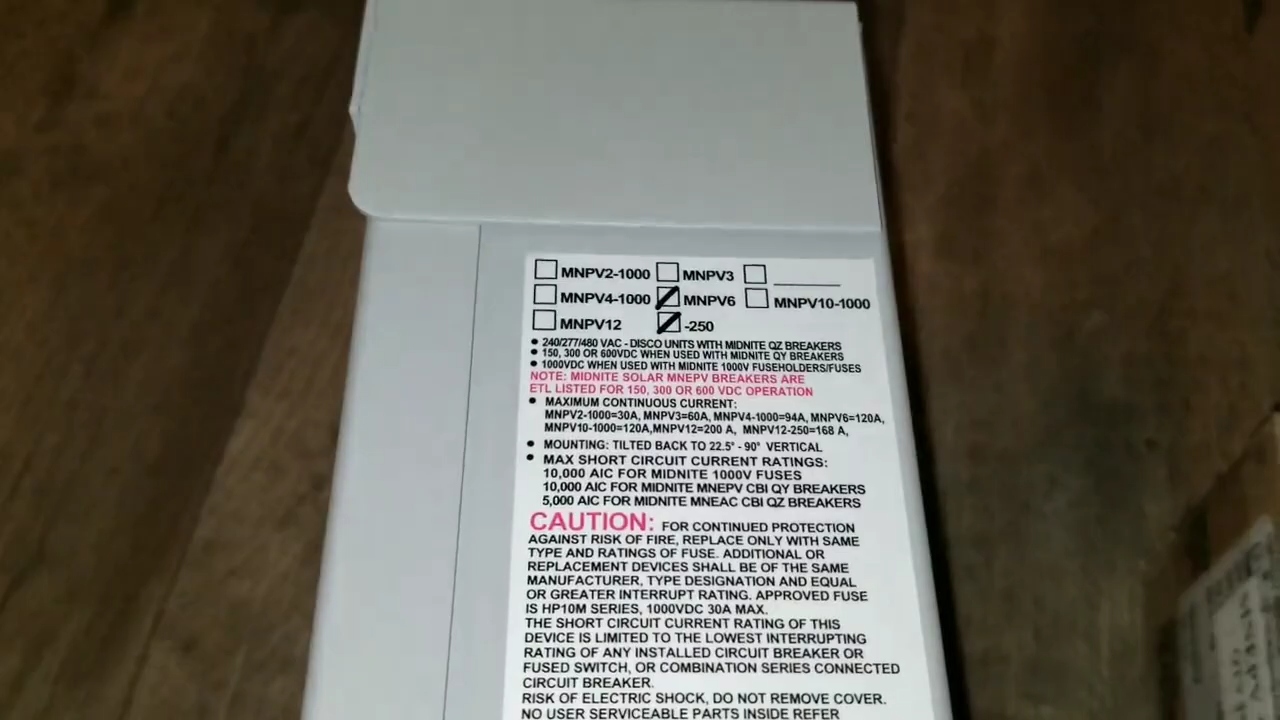 MNPV2-1000 MNPV3
MNPV4-1000 MNPV6 MNPV10-1000
MNPV12 -250
• 240/277/480 VAC - DISCO UNITS WITH MIDNITE QZ BREAKERS
• 150, 300 OR 600VDC WHEN USED WITH MIDNITE QY BREAKERS
• 1000VDC WHEN USED WITH MIDNITE 1000V FUSEHOLDERS/FUSES
NOTE: MIDNITE SOLAR MNEPV BREAKERS ARE
ETL LISTED FOR 150, 300 OR 600 VDC OPERATION
• MAXIMUM CONTINUOUS CURRENT:
MNPV2-1000=30A, MNPV3=60A, MNPV4-1000=94A, MNPV6=120A,
MNPV10-1000=120A,MNPV12=200 A, MNPV12-250=168 A,
• MOUNTING: TILTED BACK TO 22.5° - 90° VERTICAL
• MAX SHORT CIRCUIT CURRENT RATINGS:
10,000 AIC FOR MIDNITE 1000V FUSES
10,000 AIC FOR MIDNITE MNEPV CBI QY BREAKERS
5,000 AIC FOR MIDNITE MNEAC CBI QZ BREAKERS
CAUTION: FOR CONTINUED PROTECTION
AGAINST RISK OF FIRE, REPLACE ONLY WITH SAME
TYPE AND RATINGS OF FUSE. ADDITIONAL OR
REPLACEMENT DEVICES SHALL BE OF THE SAME
MANUFACTURER, TYPE DESIGNATION AND EQUAL
OR GREATER INTERRUPT RATING. APPROVED FUSE
IS HP10M SERIES, 1000VDC 30A MAX.
THE SHORT CIRCUIT CURRENT RATING OF THIS
DEVICE IS LIMITED TO THE LOWEST INTERRUPTING
RATING OF ANY INSTALLED CIRCUIT BREAKER OR
FUSED SWITCH, OR COMBINATION SERIES CONNECTED
CIRCUIT BREAKER.
RISK OF ELECTRIC SHOCK, DO NOT REMOVE COVER.
NO USER SERVICEABLE PARTS INSIDE REFER